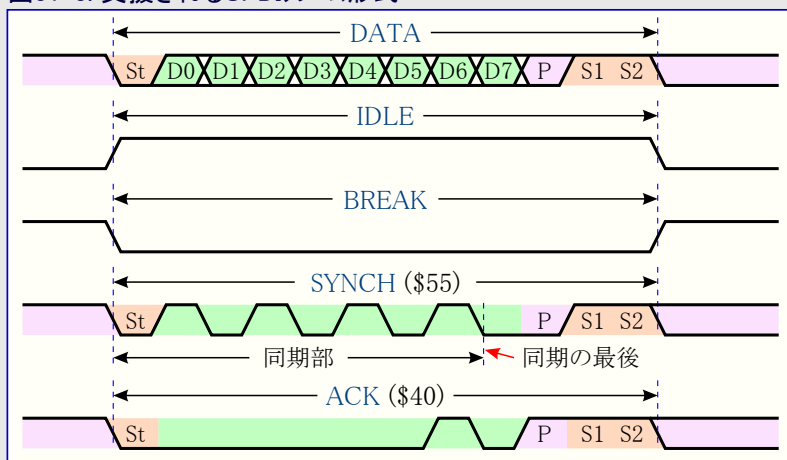 DATA
St D0 D1 D2 D3 D4 D5 D6 D7 P S1 S2
IDLE
BREAK
SYNCH ($55)
St P S1 S2
同期部 同期の最後
ACK ($40)
St P S1 S2